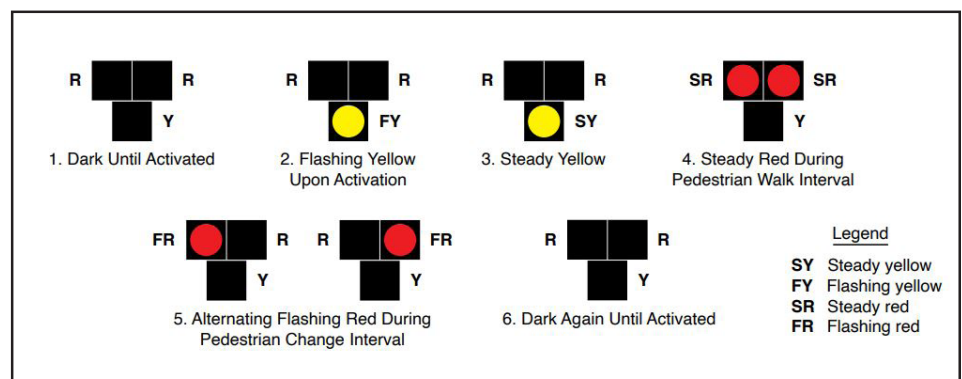 R R R R R R SR SR
Y FY SY Y
1. Dark Until Activated
2. Flashing Yellow
Upon Activation
3. Steady Yellow
4. Steady Red During
Pedestrian Walk Interval
FR R R FR R R
Y Y Y
5. Alternating Flashing Red During
Pedestrian Change Interval
6. Dark Again Until Activated
Legend
SY Steady yellow
FY Flashing yellow
SR Steady red
FR Flashing red